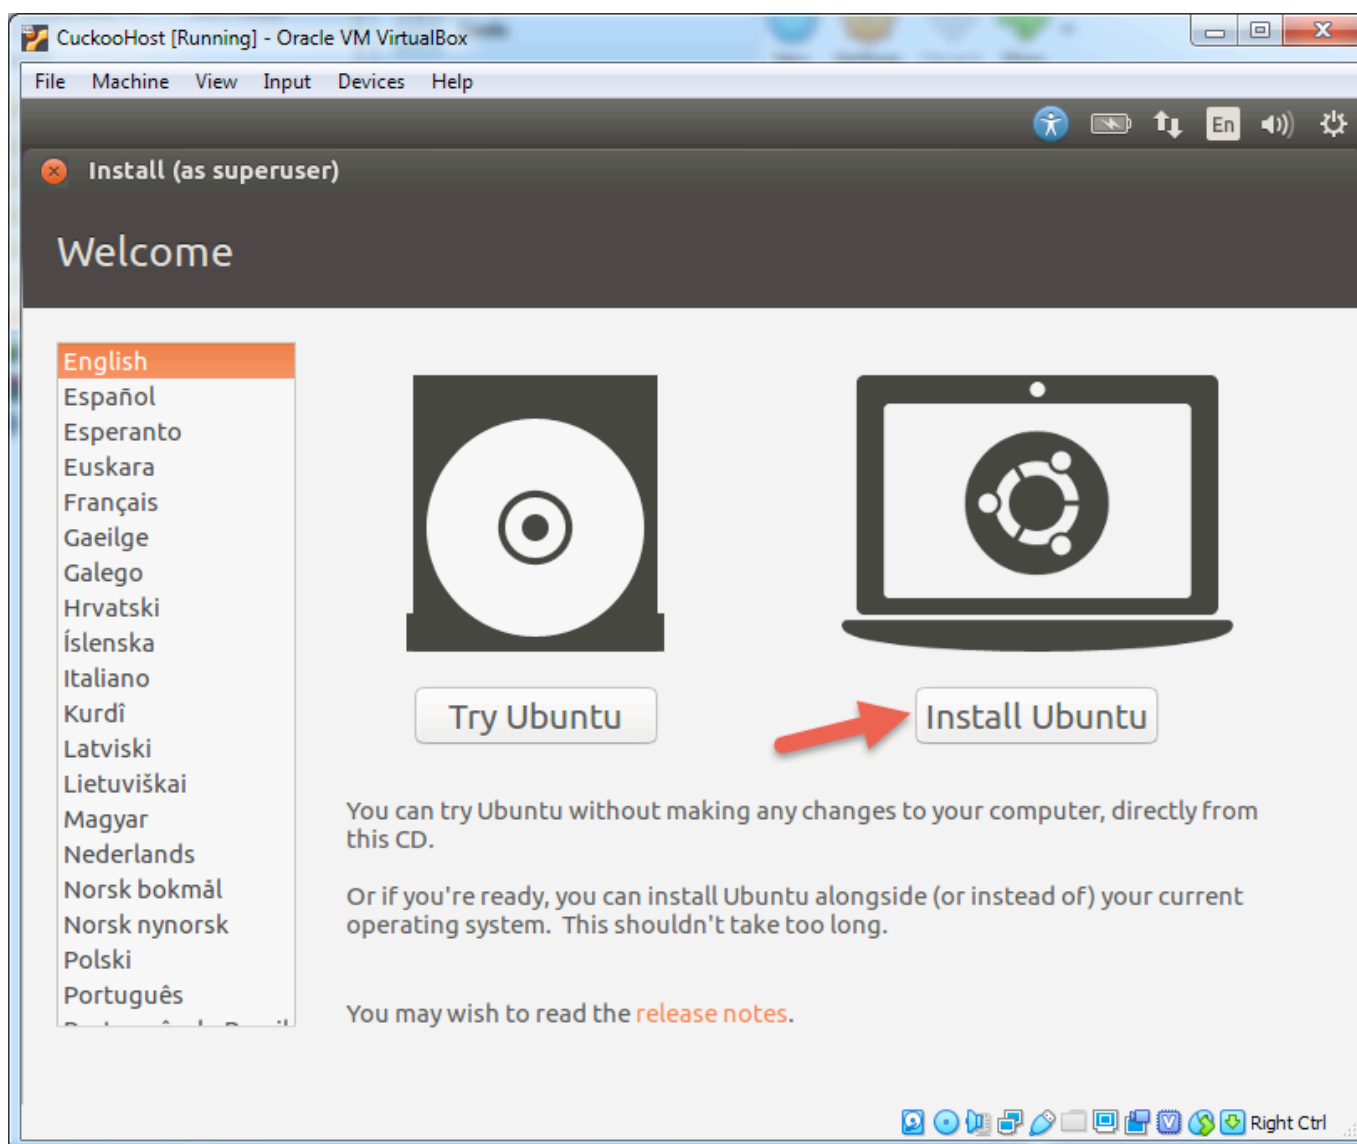 CuckooHost [Running] - Oracle VM VirtualBox
File Machine View Input Devices Help
En
Install (as superuser)
Welcome
English
Español
Esperanto
Euskara
Français
Gaeilge
Galego
Hrvatski
Íslenska
Italiano
Kurdî
Latviski
Lietuviškai
Magyar
Nederlands
Norsk bokmål
Norsk nynorsk
Polski
Português
Try Ubuntu
Install Ubuntu
You can try Ubuntu without making any changes to your computer, directly from
this CD.
Or if you're ready, you can install Ubuntu alongside (or instead of) your current
operating system. This shouldn't take too long.
You may wish to read the release notes.
Right Ctrl